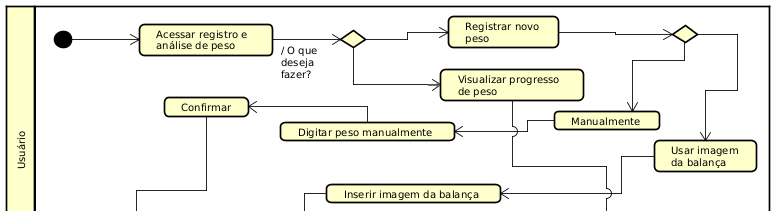 Usuário
Acessar registro e
análise de peso
/ O que
deseja
fazer?
Registrar novo
peso
Visualizar progresso
de peso
Confirmar
Digitar peso manualmente
Manualmente
Usar imagem
da balança
Inserir imagem da balança